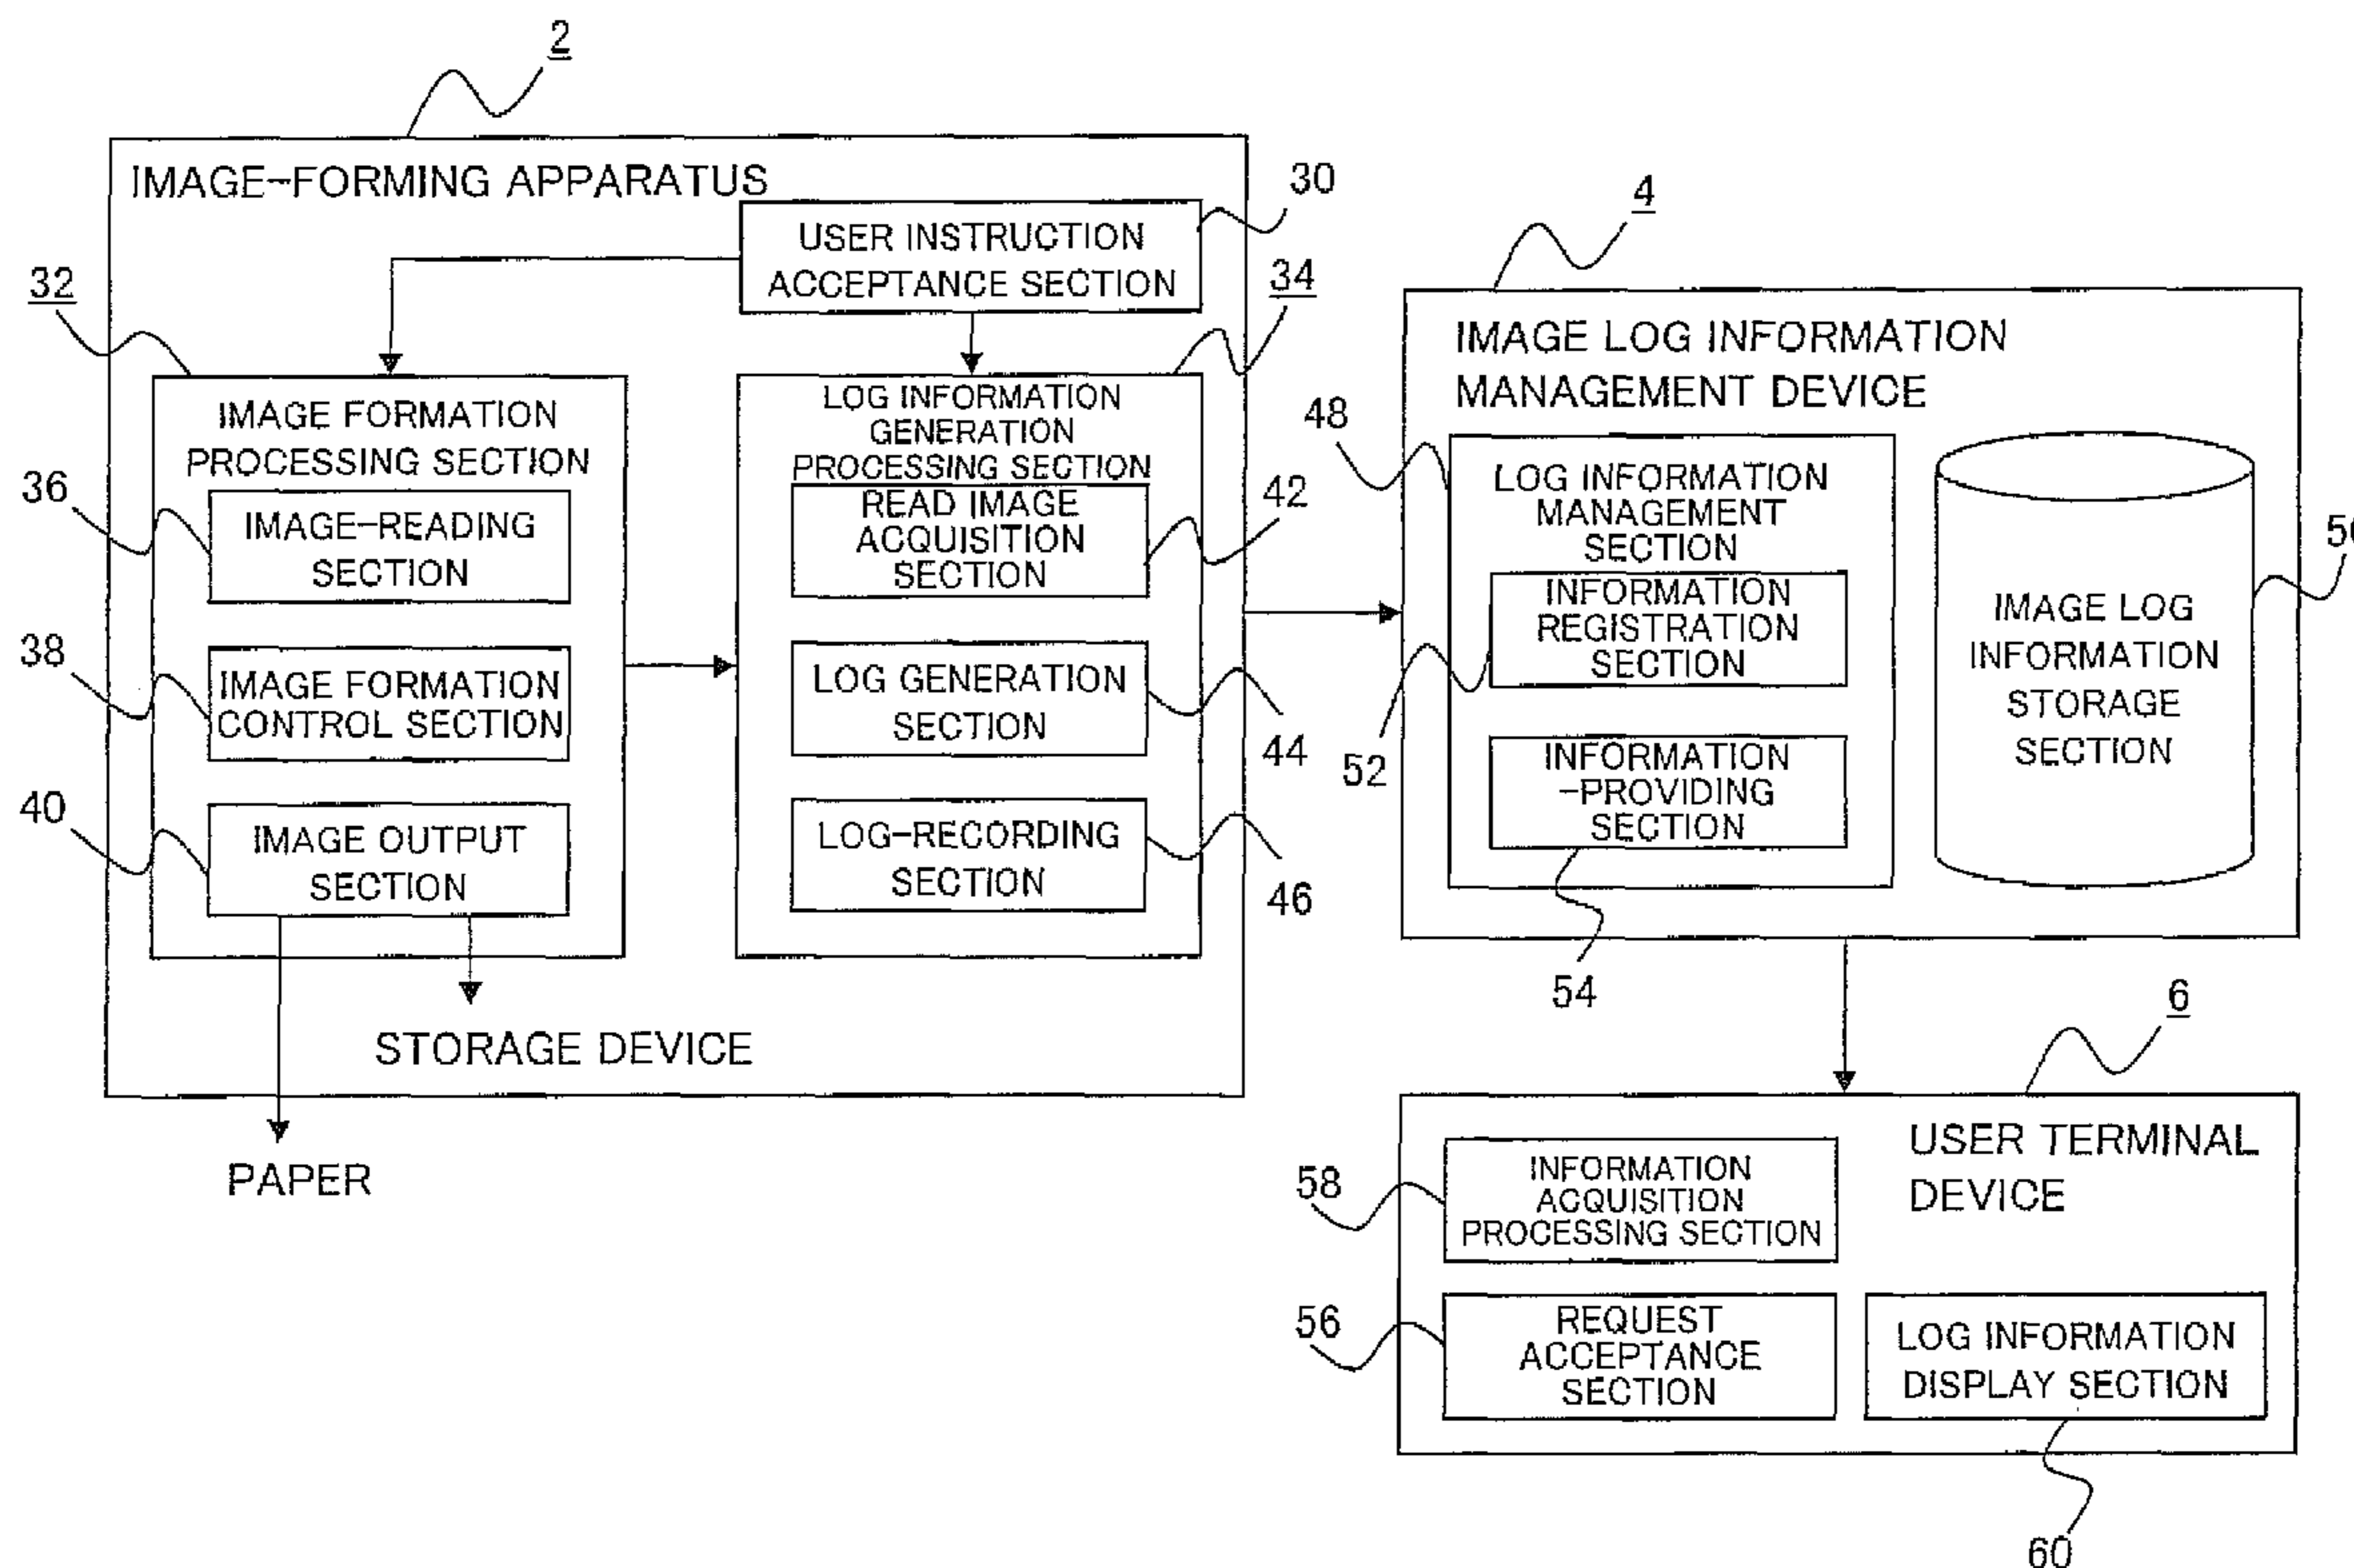 2
IMAGE-FORMING APPARATUS
30
USER INSTRUCTION
ACCEPTANCE SECTION
32
34
IMAGE FORMATION
PROCESSING SECTION
36
IMAGE-READING
SECTION
38
IMAGE FORMATION
CONTROL SECTION
40
IMAGE OUTPUT
SECTION
LOG INFORMATION
GENERATION
PROCESSING SECTION
READ IMAGE
ACQUISITION
SECTION
42
LOG GENERATION
SECTION
44
LOG-RECORDING
SECTION
46
STORAGE DEVICE
PAPER
4
IMAGE LOG INFORMATION
MANAGEMENT DEVICE
48
LOG INFORMATION
MANAGEMENT
SECTION
INFORMATION
REGISTRATION
SECTION
52
INFORMATION
-PROVIDING
SECTION
54
IMAGE LOG
INFORMATION
STORAGE
SECTION
6
USER TERMINAL
DEVICE
58
INFORMATION
ACQUISITION
PROCESSING SECTION
56
REQUEST
ACCEPTANCE
SECTION
LOG INFORMATION
DISPLAY SECTION
60